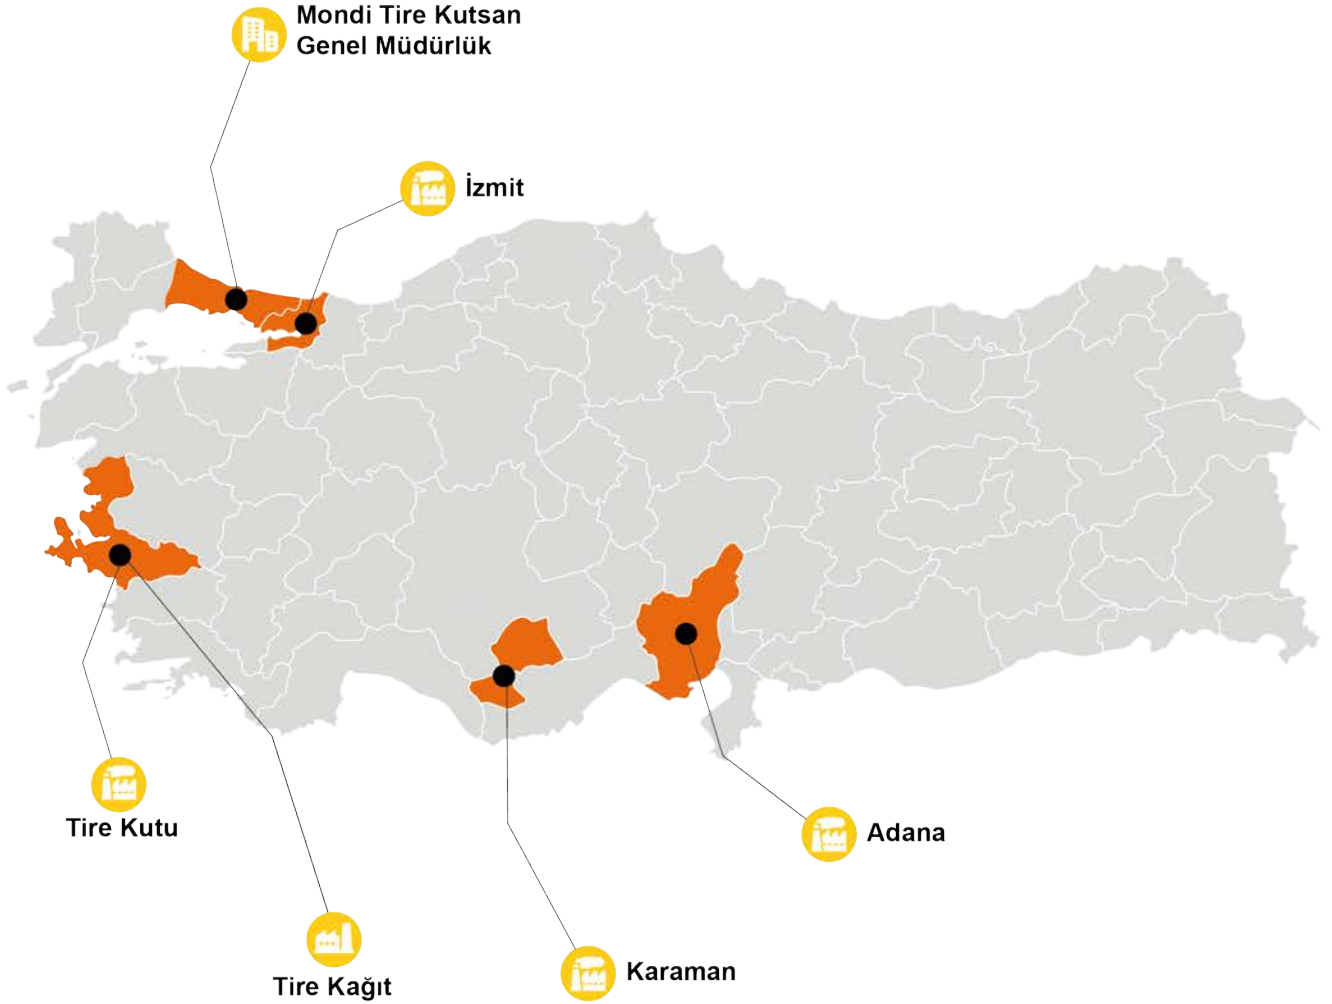 Mondi Tire Kutsan
Genel Müdürlük
İzmit
Tire Kutu
Adana
Tire Kağıt
Karaman